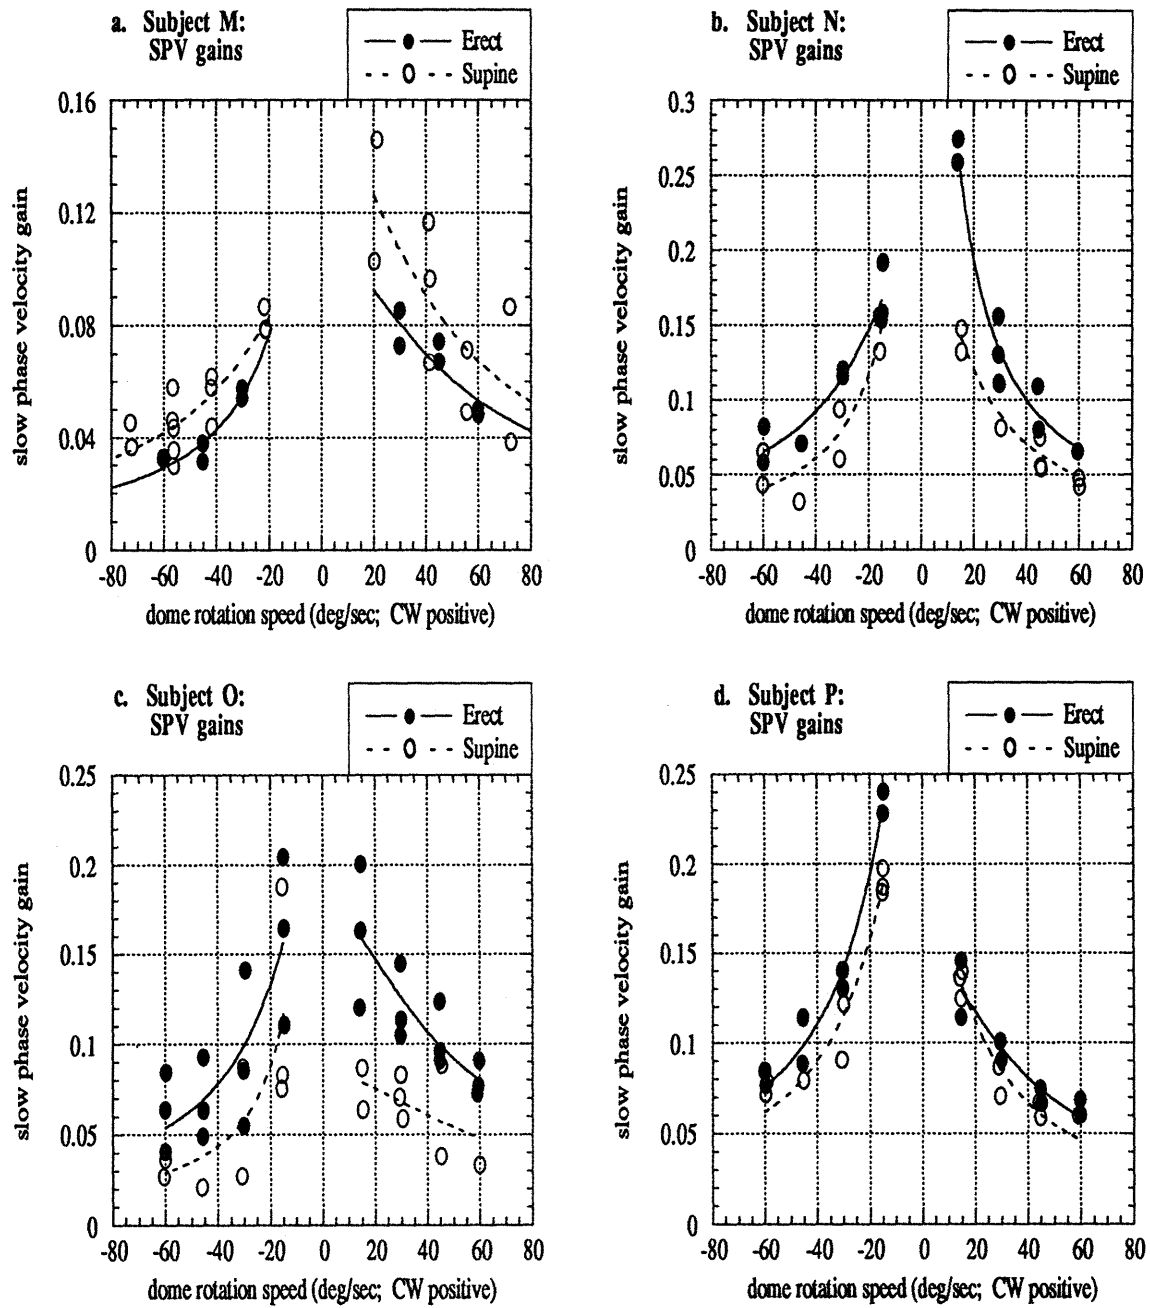 a. Subject M:
SPV gains
Erect
Supine
0.16
0.12
0.08
0.04
0
slow phase velocity gain
-80 -60 -40 -20 0 20 40 60 80
dome rotation speed (deg/sec; CW positive)
b. Subject N:
SPV gains
Erect
Supine
0.3
0.25
0.2
0.15
0.1
0.05
0
slow phase velocity gain
-80 -60 -40 -20 0 20 40 60 80
dome rotation speed (deg/sec; CW positive)
c. Subject O:
SPV gains
Erect
Supine
0.25
0.2
0.15
0.1
0.05
0
slow phase velocity gain
-80 -60 -40 -20 0 20 40 60 80
dome rotation speed (deg/sec; CW positive)
d. Subject P:
SPV gains
Erect
Supine
0.25
0.2
0.15
0.1
0.05
0
slow phase velocity gain
-80 -60 -40 -20 0 20 40 60 80
dome rotation speed (deg/sec; CW positive)